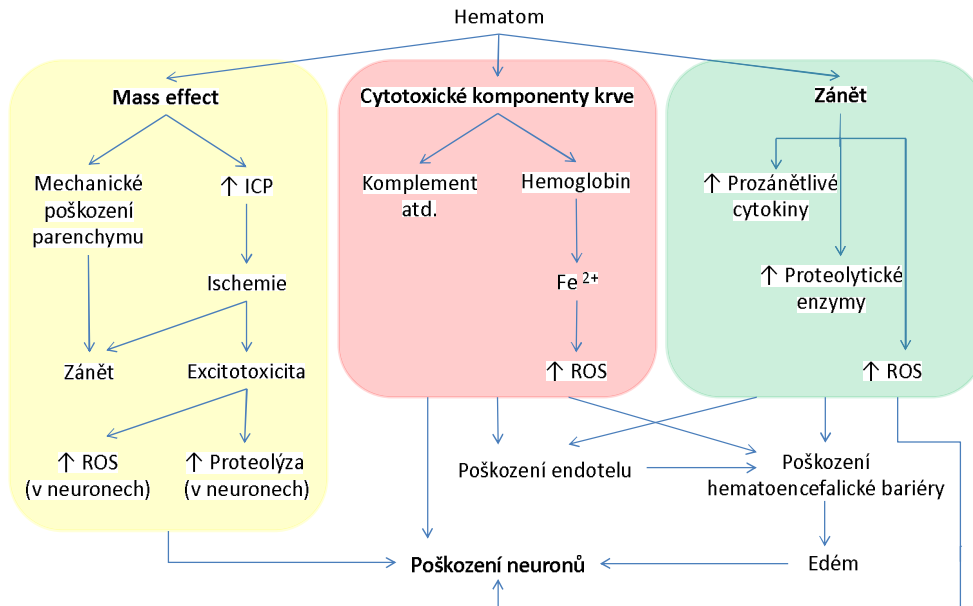 Hematom
Mass effect
Mechanické
poškození
parenchymu
↑ ICP
Ischemie
Zánět
Excitotoxicita
↑ ROS
(v neuronech)
↑ Proteolýza
(v neuronech)
Cytotoxické komponenty krve
Komplement
atd.
Hemoglobin
Fe 2+
↑ ROS
Zánět
↑ Prozánětlivé
cytokiny
↑ Proteolytické
enzymy
↑ ROS
Poškození endotelu
Poškození
hematoencefalické bariéry
Poškození neuronů
Edém